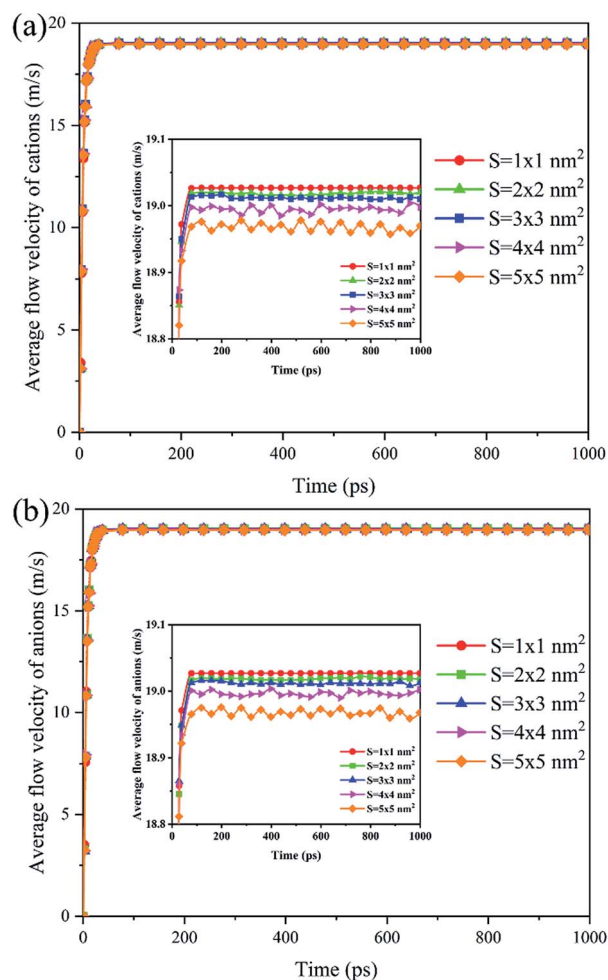 (a)
Average flow velocity of cations (m/s)
20
15
10
5
0
0 200 400 600 800 1000
Time (ps)
S=1x1 nm²
S=2x2 nm²
S=3x3 nm²
S=4x4 nm²
S=5x5 nm²
Average flow velocity of cations (m/s)
19.1
19.0
18.9
18.8
0 200 400 600 800 1000
Time (ps)
S=1x1 nm²
S=2x2 nm²
S=3x3 nm²
S=4x4 nm²
S=5x5 nm²
(b)
Average flow velocity of anions (m/s)
20
15
10
5
0
0 200 400 600 800 1000
Time (ps)
S=1x1 nm²
S=2x2 nm²
S=3x3 nm²
S=4x4 nm²
S=5x5 nm²
Average flow velocity of anions (m/s)
19.1
19.0
18.9
18.8
0 200 400 600 800 1000
Time (ps)
S=1x1 nm²
S=2x2 nm²
S=3x3 nm²
S=4x4 nm²
S=5x5 nm²